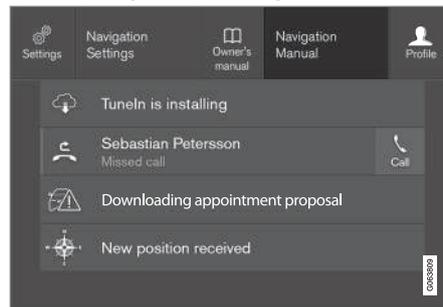 Settings
Navigation
Settings
Owner's
manual
Navigation
Manual
Profile
TuneIn is installing
Sebastian Petersson
Missed call
Call
Downloading appointment proposal
New position received
G063809